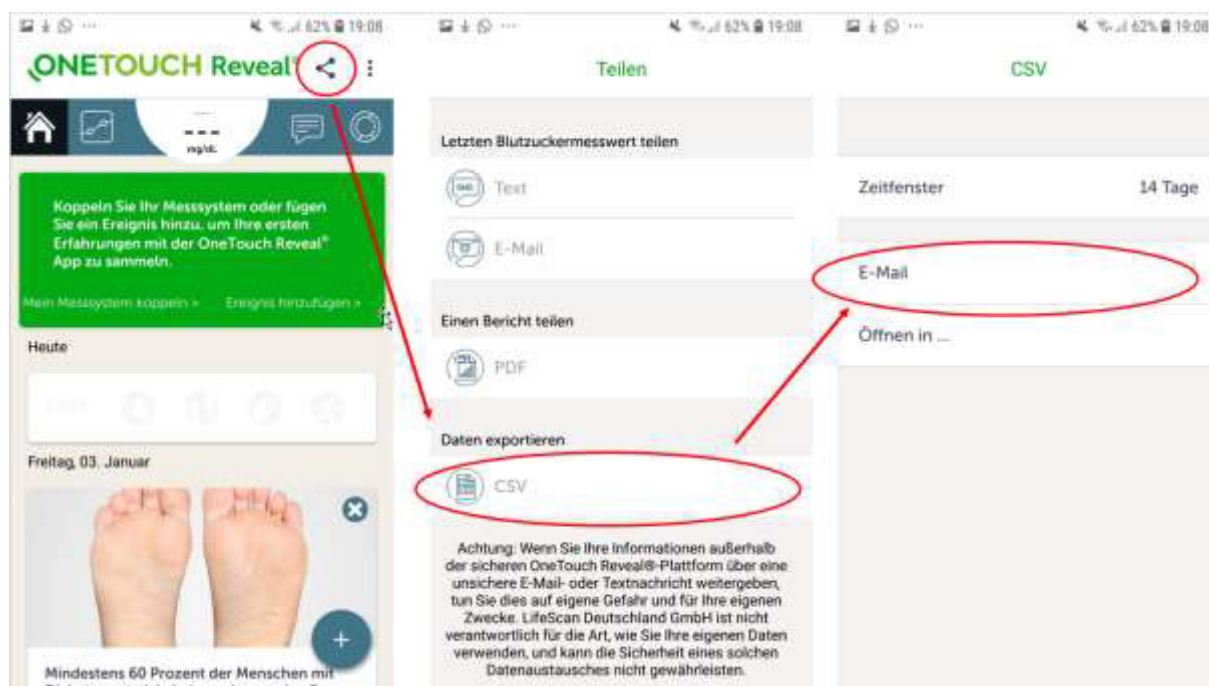 62% 19:08
ONETOUCH Reveal®
---
mg/dL
Koppeln Sie Ihr Messsystem oder fügen
Sie ein Ereignis hinzu, um Ihre ersten
Erfahrungen mit der OneTouch Reveal®
App zu sammeln.
Mein Messsystem koppeln » Ereignis hinzufügen »
Heute
Freitag, 03. Januar
+
Mindestens 60 Prozent der Menschen mit
62% 19:08
Teilen
Letzten Blutzuckermesswert teilen
Text
E-Mail
Einen Bericht teilen
PDF
Daten exportieren
CSV
Achtung: Wenn Sie Ihre Informationen außerhalb
der sicheren OneTouch Reveal®-Plattform über eine
unsichere E-Mail- oder Textnachricht weitergeben,
tun Sie dies auf eigene Gefahr und für Ihre eigenen
Zwecke. LifeScan Deutschland GmbH ist nicht
verantwortlich für die Art, wie Sie Ihre eigenen Daten
verwenden, und kann die Sicherheit eines solchen
Datenaustausches nicht gewährleisten.
62% 19:08
CSV
Zeitfenster 14 Tage
E-Mail
Öffnen in ...